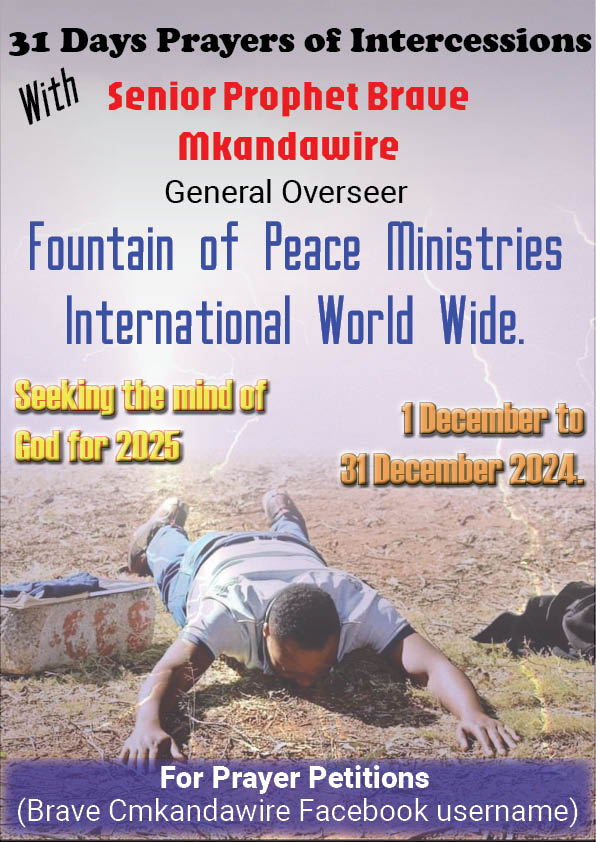 31 Days Prayers of Intercessions
With
Senior Prophet Brave
Mkandawire
General Overseer
Fountain of Peace Ministries
International World Wide.
Seeking the mind of
God for 2025
1 December to
31 December 2024.
For Prayer Petitions
(Brave Cmkandawire Facebook username)